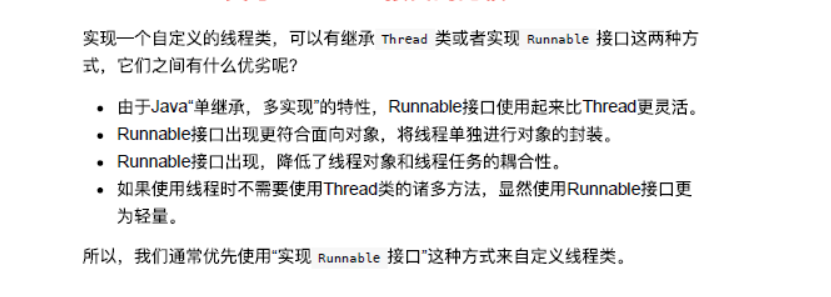 实现一个自定义的线程类，可以有继承 Thread 类或者实现 Runnable 接口这两种方
式，它们之间有什么优劣呢？
• 由于Java“单继承，多实现”的特性，Runnable接口使用起来比Thread更灵活。
• Runnable接口出现更符合面向对象，将线程单独进行对象的封装。
• Runnable接口出现，降低了线程对象和线程任务的耦合性。
• 如果使用线程时不需要使用Thread类的诸多方法，显然使用Runnable接口更
为轻量。
所以，我们通常优先使用“实现 Runnable 接口”这种方式来自定义线程类。